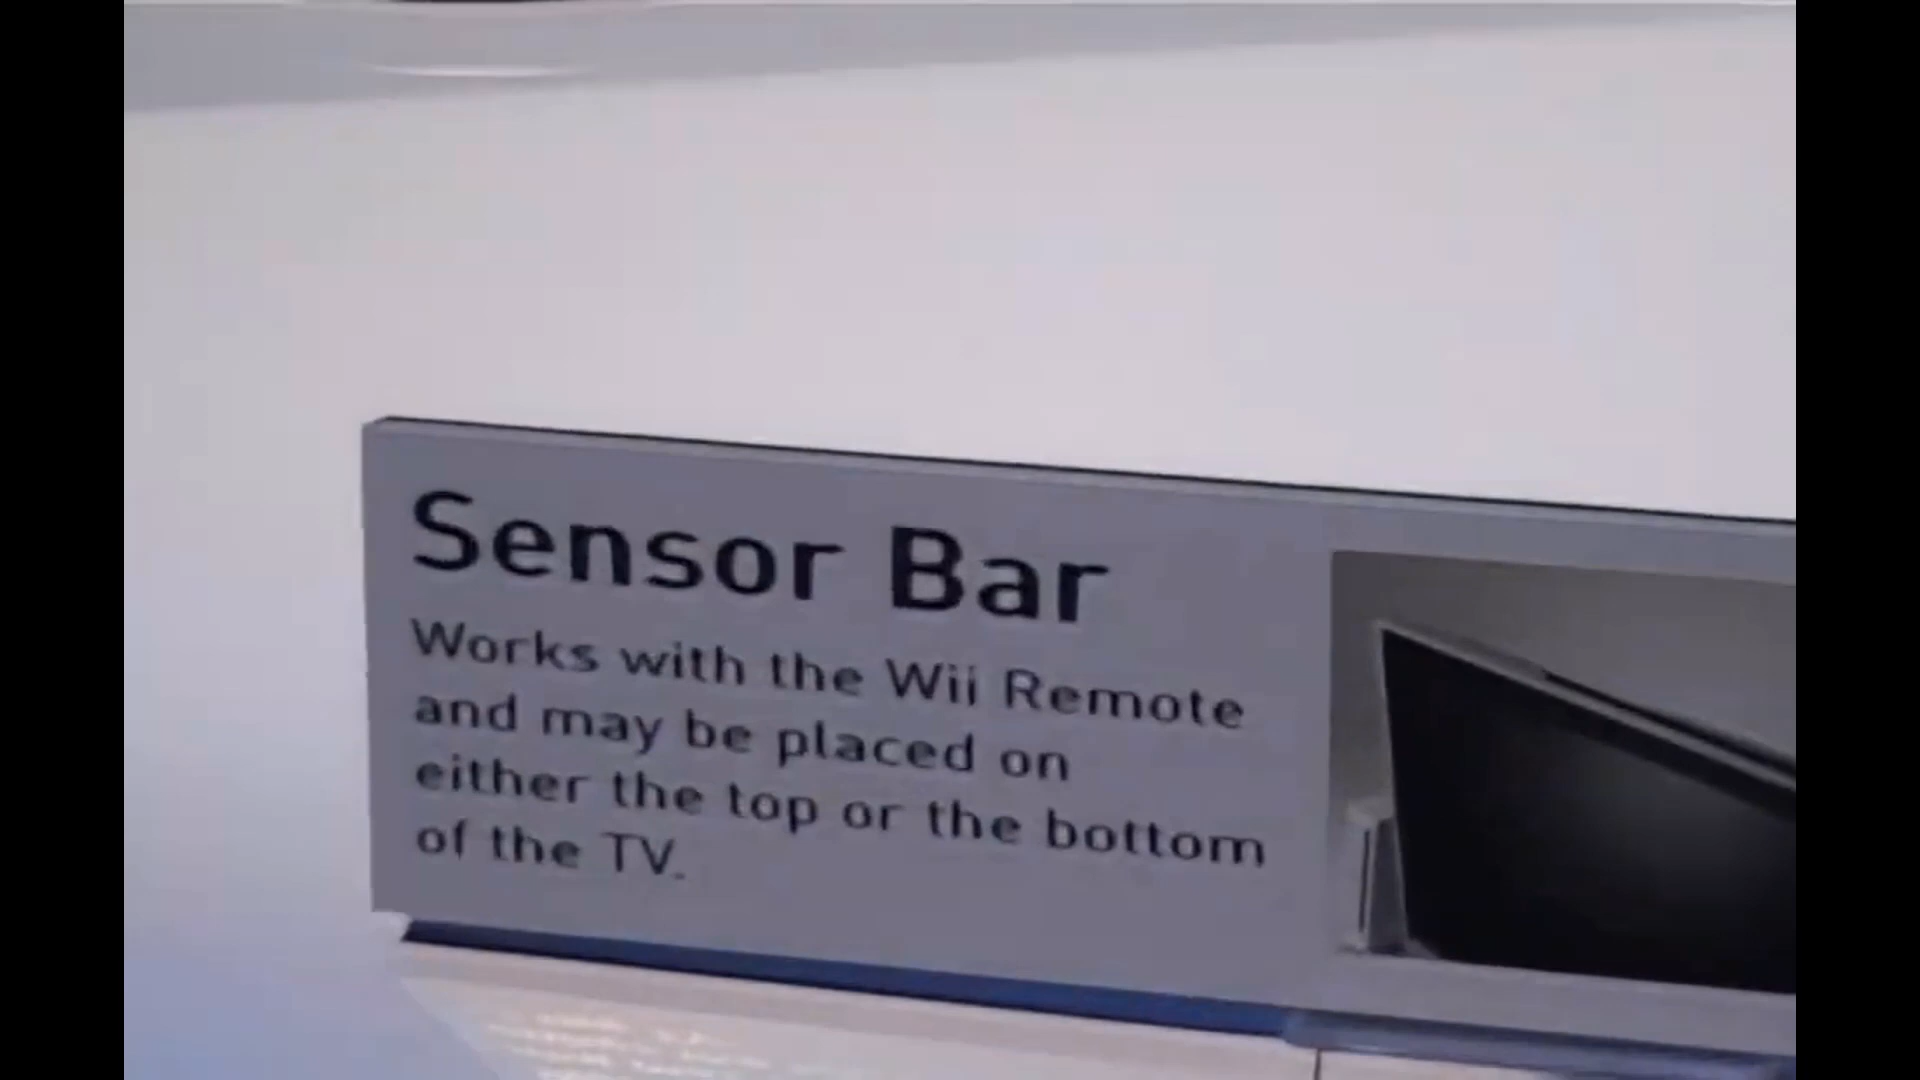 Sensor Bar
Works with the Wii Remote
and may be placed on
either the top or the bottom
of the TV.